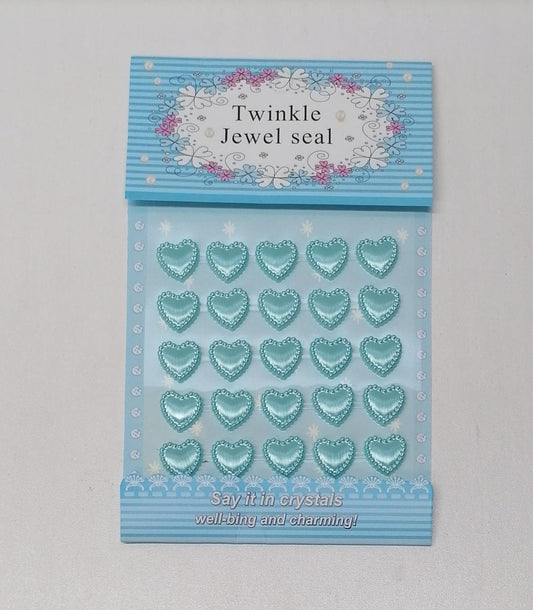 Twinkle
Jewel seal
Say it in crystals
well-bing and charming!